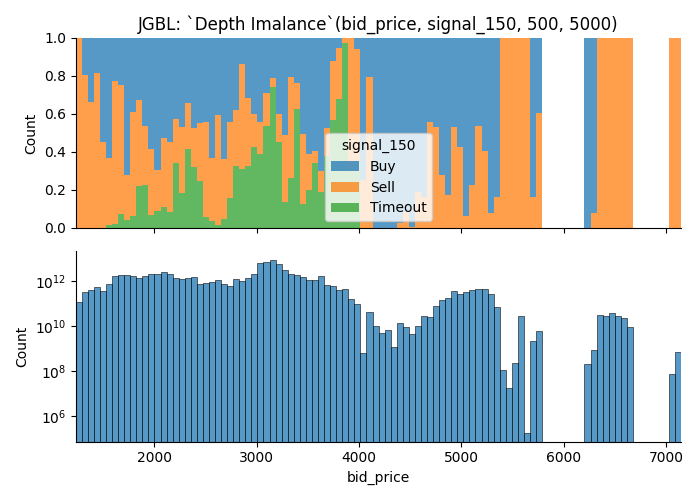 JGBL: `Depth Imalance`(bid_price, signal_150, 500, 5000)
1.0
0.8
0.6
0.4
0.2
0.0
Count
signal_150
Buy
Sell
Timeout
10^12
10^10
10^8
10^6
Count
2000 3000 4000 5000 6000 7000
bid_price